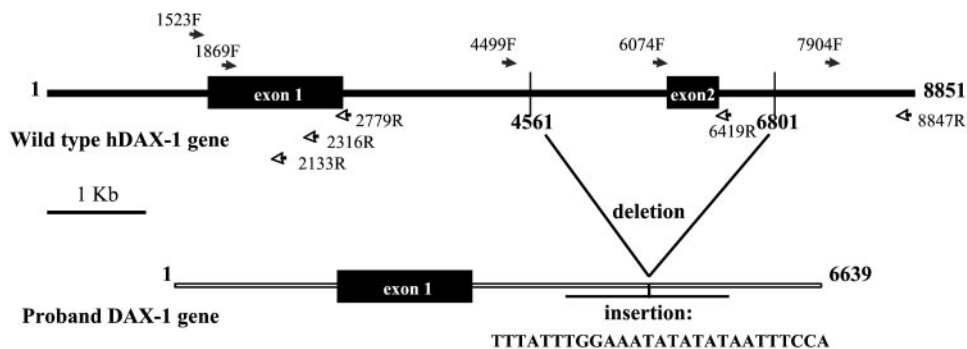 1523F
1869F
4499F
6074F
7904F
1
exon 1
exon2
8851
2779R
4561
6419R
6801
8847R
Wild type hDAX-1 gene
2316R
2133R
1 Kb
deletion
1
6639
exon 1
Proband DAX-1 gene
insertion:
TTTATTTGGAAATATATATAATTTCCA